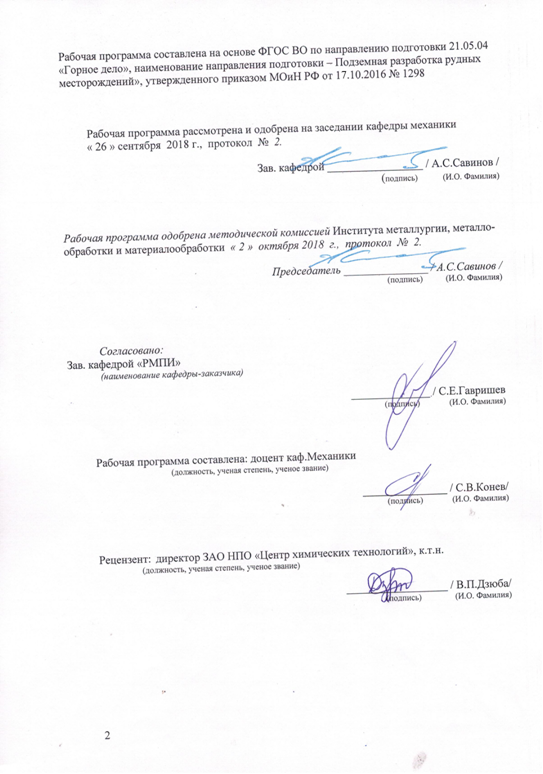 Рабочая программа составлена на основе ФГОС ВО по направлению подготовки 21.05.04
«Горное дело», наименование направления подготовки – Подземная разработка рудных
месторождений», утвержденного приказом МОиН РФ от 17.10.2016 № 1298
Рабочая программа рассмотрена и одобрена на заседании кафедры механики
« 26 » сентября 2018 г., протокол № 2.
Зав. кафедрой / А.С.Савинов /
(подпись) (И.О. Фамилия)
Рабочая программа одобрена методической комиссией Института металлургии, металло-
обработки и материалообработки « 2 » октября 2018 г., протокол № 2.
Председатель / А.С.Савинов /
(подпись) (И.О. Фамилия)
Согласовано:
Зав. кафедрой «РМПИ»
(наименование кафедры-заказчика)
/ С.Е.Гавришев
(подпись) (И.О. Фамилия)
Рабочая программа составлена: доцент каф.Механики
(должность, ученая степень, ученое звание)
/ С.В.Конев/
(подпись) (И.О. Фамилия)
Рецензент: директор ЗАО НПО «Центр химических технологий», к.т.н.
(должность, ученая степень, ученое звание)
/ В.П.Дзюба/
(подпись) (И.О. Фамилия)
2